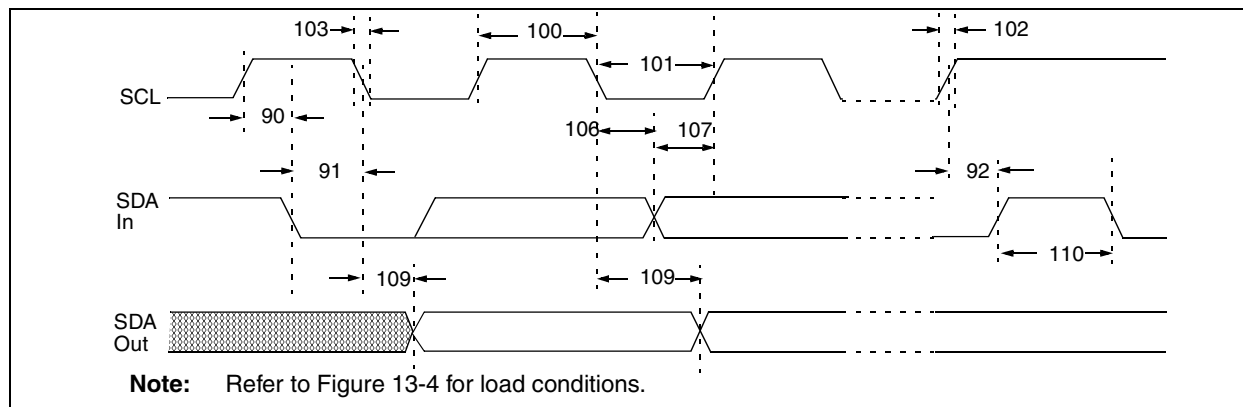 103
100
102
101
SCL
90
106
107
91
92
SDA
In
109
109
110
SDA
Out
Note: Refer to Figure 13-4 for load conditions.